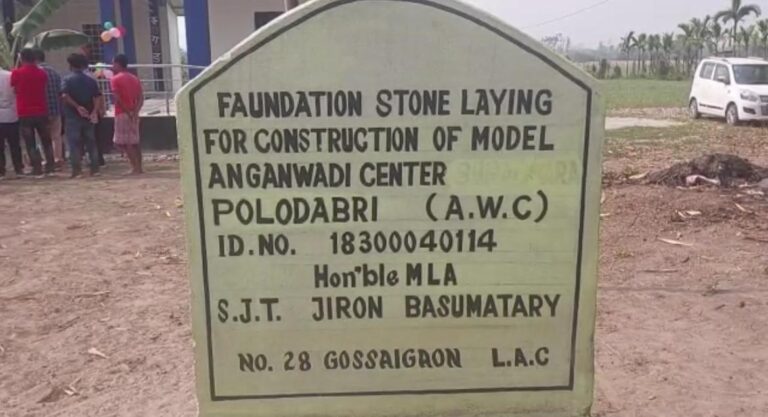 FAUNDATION STONE LAYING
FOR CONSTRUCTION OF MODEL
ANGANWADI CENTER
POLODABRI (A.W.C)
ID.NO. 18300040114
Hon'ble MLA
S.J.T. JIRON BASUMATARY
NO. 28 GOSSAIGAON L.A.C